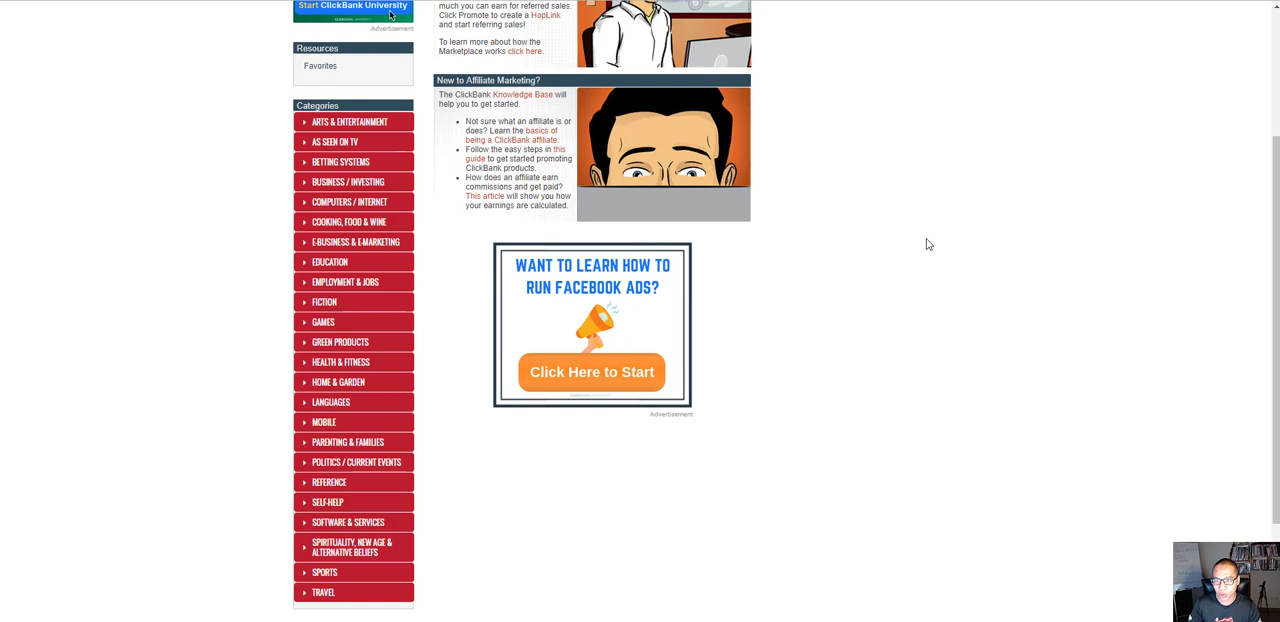 Start ClickBank University
Advertisement
Resources
Favorites
Categories
ARTS & ENTERTAINMENT
AS SEEN ON TV
BETTING SYSTEMS
BUSINESS / INVESTING
COMPUTERS / INTERNET
COOKING, FOOD & WINE
E-BUSINESS & E-MARKETING
EDUCATION
EMPLOYMENT & JOBS
FICTION
GAMES
GREEN PRODUCTS
HEALTH & FITNESS
HOME & GARDEN
LANGUAGES
MOBILE
PARENTING & FAMILIES
POLITICS / CURRENT EVENTS
REFERENCE
SELF-HELP
SOFTWARE & SERVICES
SPIRITUALITY, NEW AGE &
ALTERNATIVE BELIEFS
SPORTS
TRAVEL
much you can earn for referred sales.
Click Promote to create a HopLink
and start referring sales!
To learn more about how the
Marketplace works click here.
New to Affiliate Marketing?
The ClickBank Knowledge Base will
help you to get started.
Not sure what an affiliate is or
does? Learn the basics of
being a ClickBank affiliate.
Follow the easy steps in this
guide to get started promoting
ClickBank products.
How does an affiliate earn
commissions and get paid?
This article will show you how
your earnings are calculated.
WANT TO LEARN HOW TO
RUN FACEBOOK ADS?
Click Here to Start
Advertisement